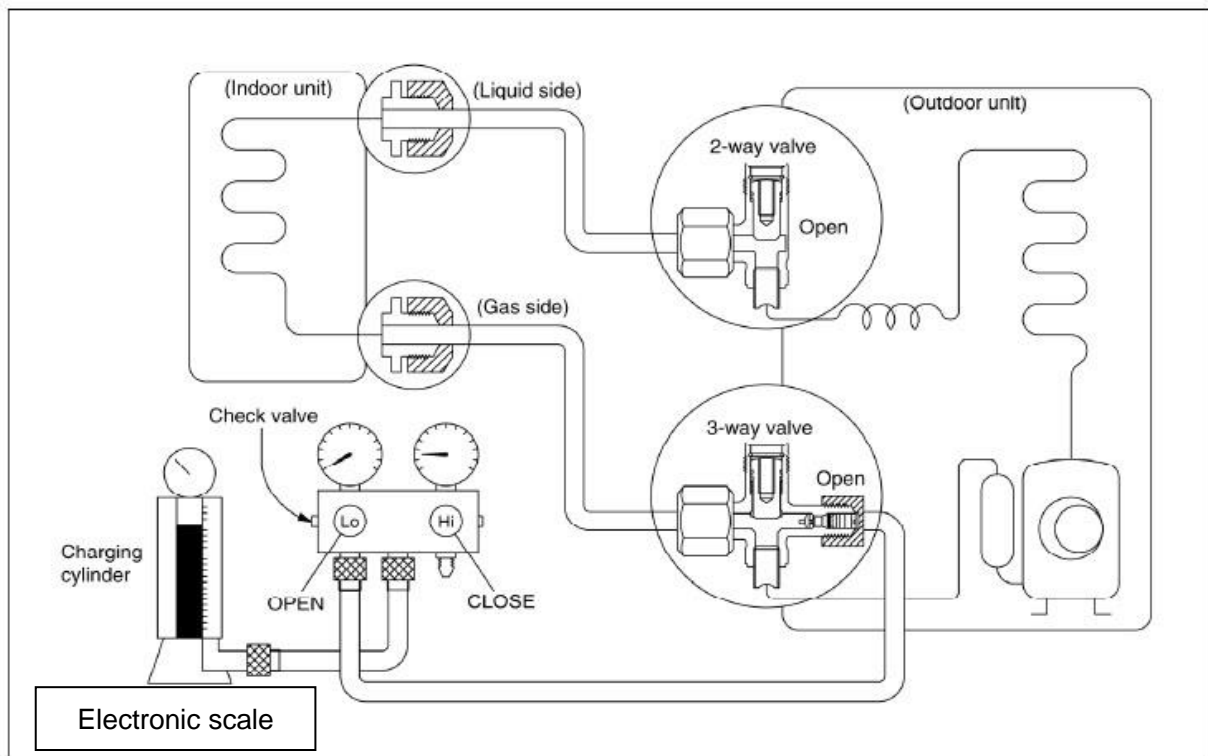 (Indoor unit)
(Liquid side)
(Outdoor unit)
2-way valve
Open
(Gas side)
Check valve
3-way valve
Open
Lo
Hi
Charging
cylinder
OPEN
CLOSE
Electronic scale